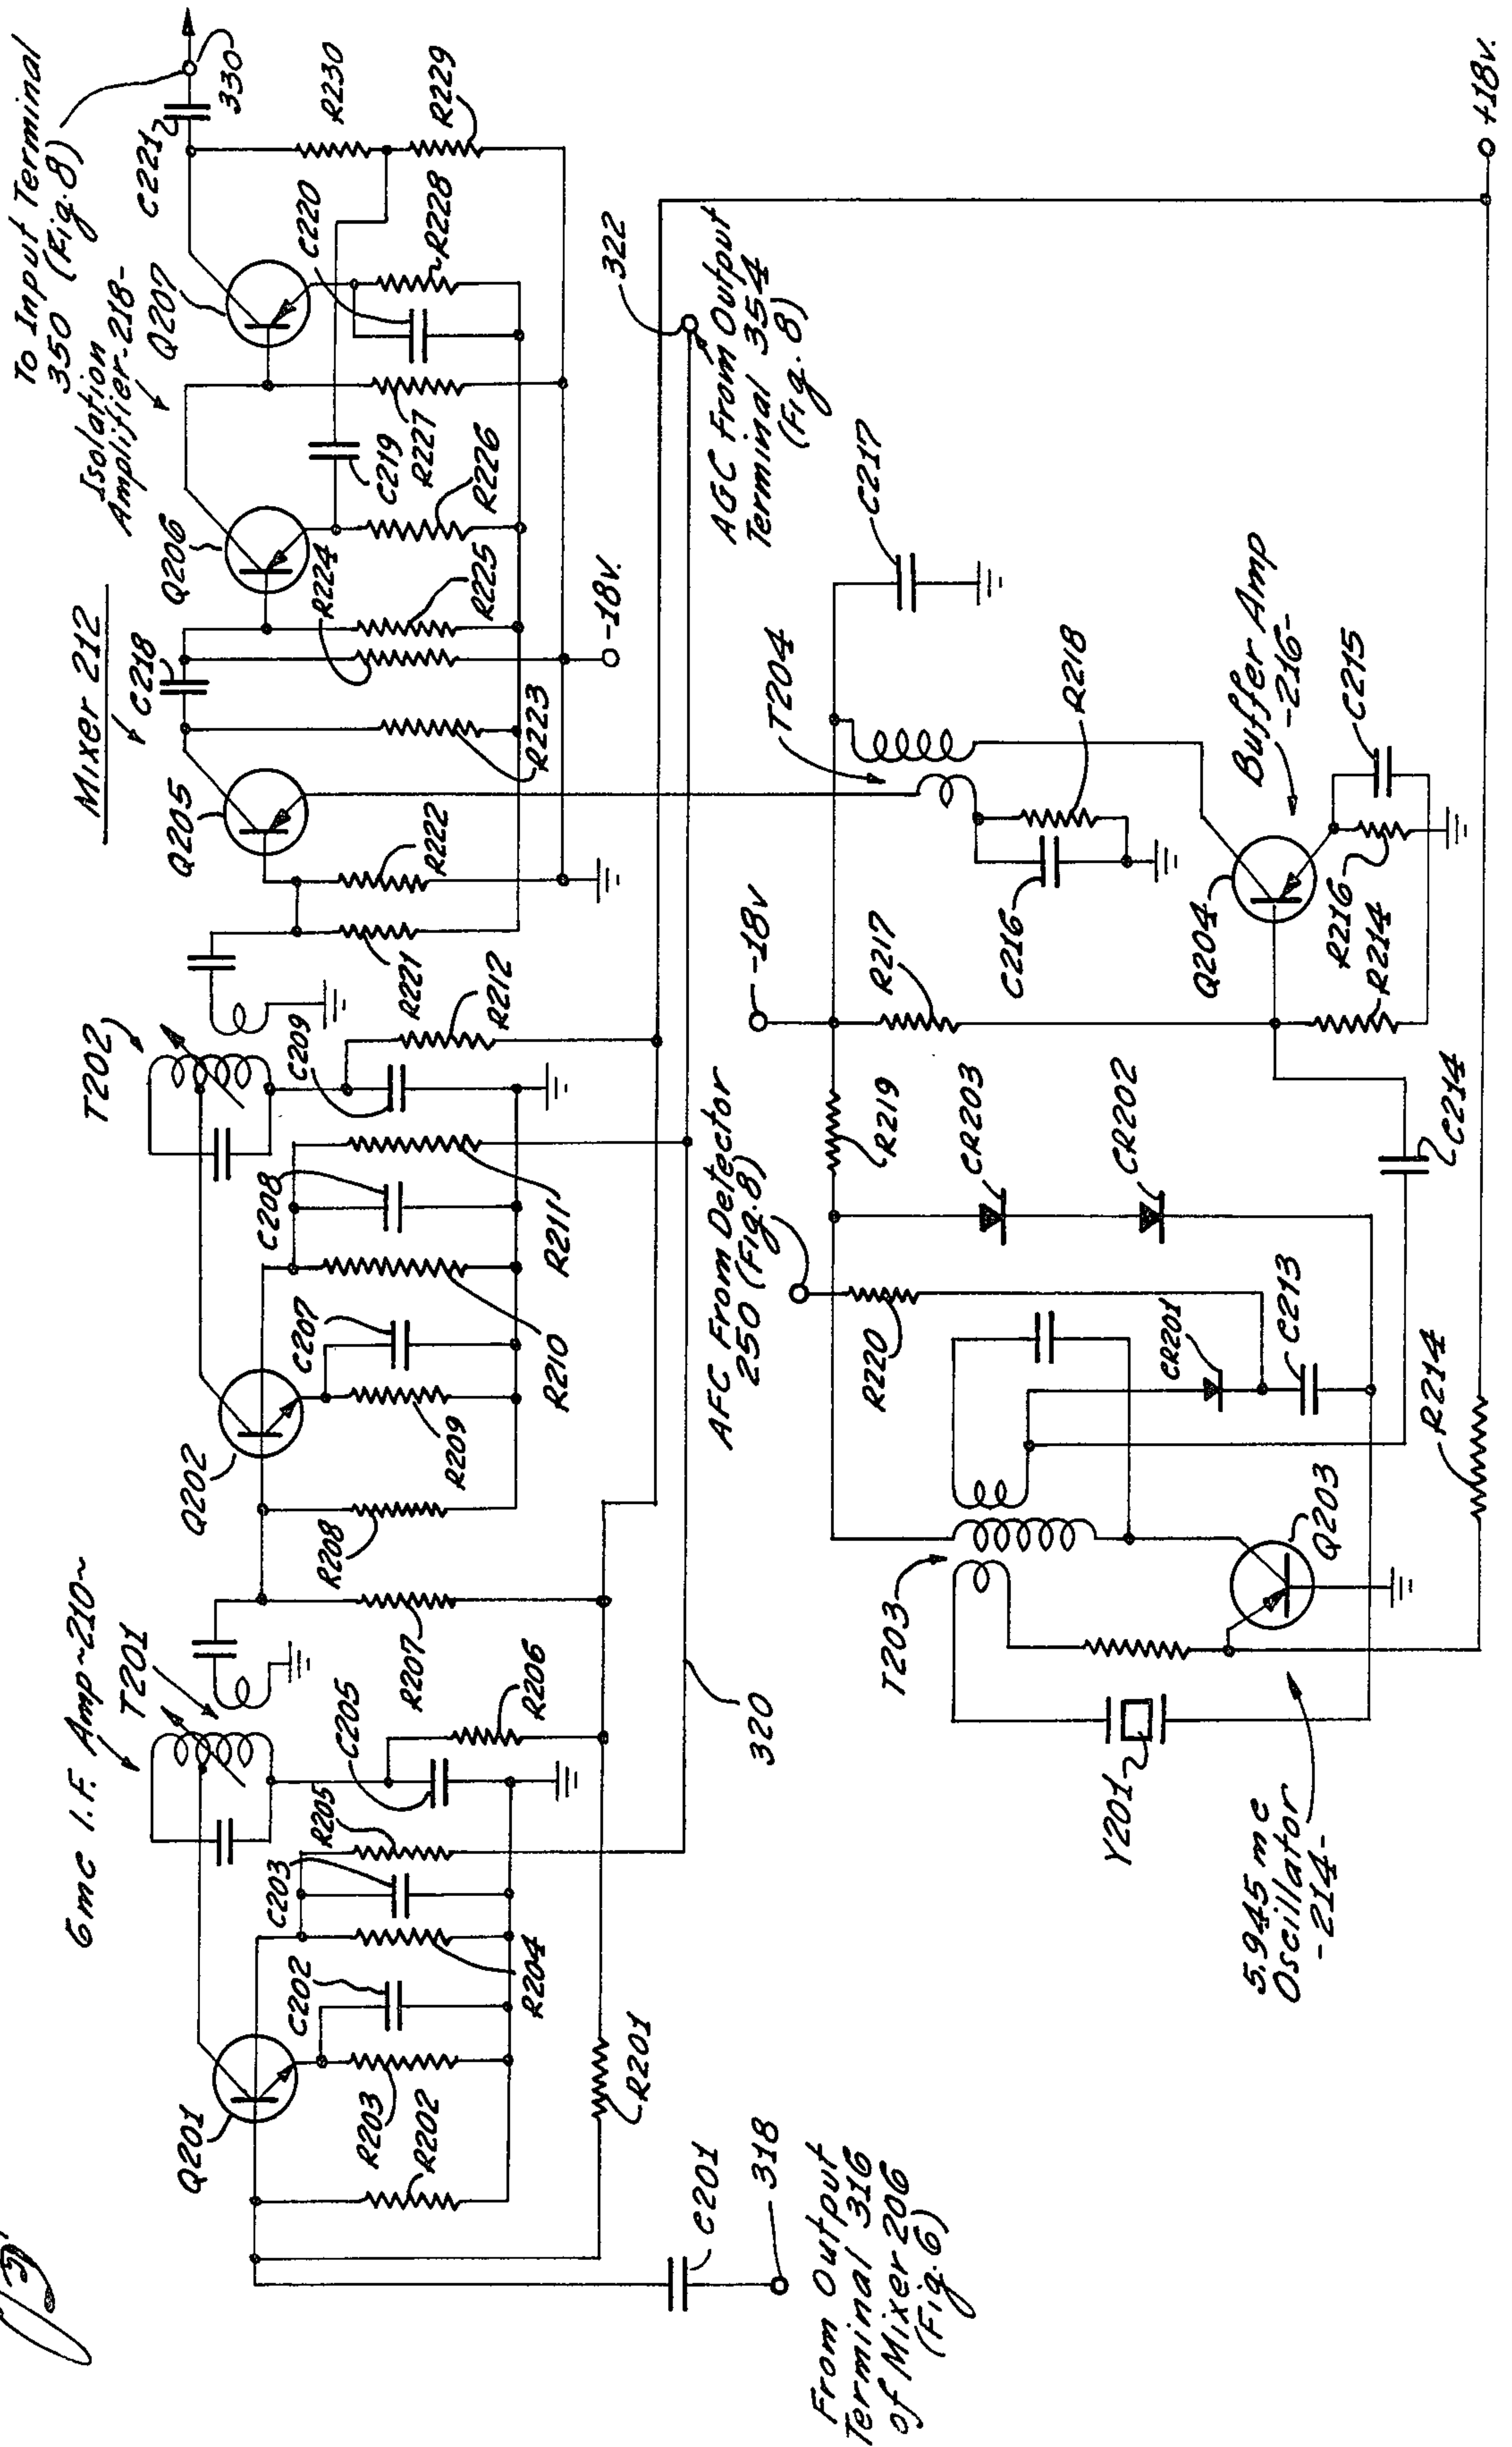 6mc I.F. Amp~210~
T201
Q201
C202
R203
R202
R204
C203
R205
C205
R206
R207
R201
C201
318
From Output
Terminal 316
of Mixer 206
(Fig. 6)
320
Q202
R208
R209
C207
R210
C208
R211
T202
C209
R212
R221
R222
Mixer 212
Q205
C218
R223
R224
R225
Q206
R226
C219
R227
Isolation
Amplifier-218-
Q207
C220
R228
C221
R230
R229
330
To Input Terminal
350 (Fig. 8)
-18v.
322
AGC From Output
Terminal 354
(Fig. 8)
AFC From Detector
250 (Fig. 8)
-18v
R217
R219
CR203
CR202
R220
CR201
C213
T203
Y201
5.945 mc
Oscillator
-214-
Q203
R214
C214
Q204
R216
R214
C215
Buffer Amp
-216-
C216
R218
T204
C217
+18v.